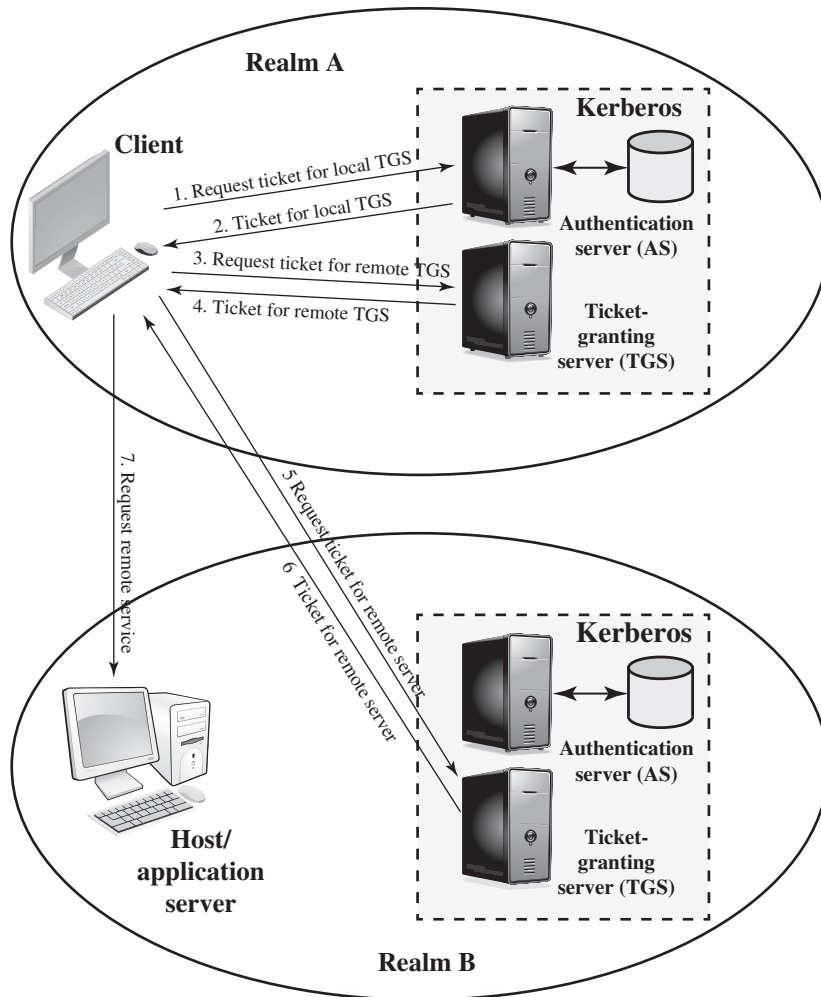 Realm A
Kerberos
Client
1. Request ticket for local TGS
2. Ticket for local TGS
Authentication
server (AS)
3. Request ticket for remote TGS
4. Ticket for remote TGS
Ticket-
granting
server (TGS)
7. Request remote service
5 Request ticket for remote server
6 Ticket for remote server
Kerberos
Authentication
server (AS)
Host/
application
server
Ticket-
granting
server (TGS)
Realm B